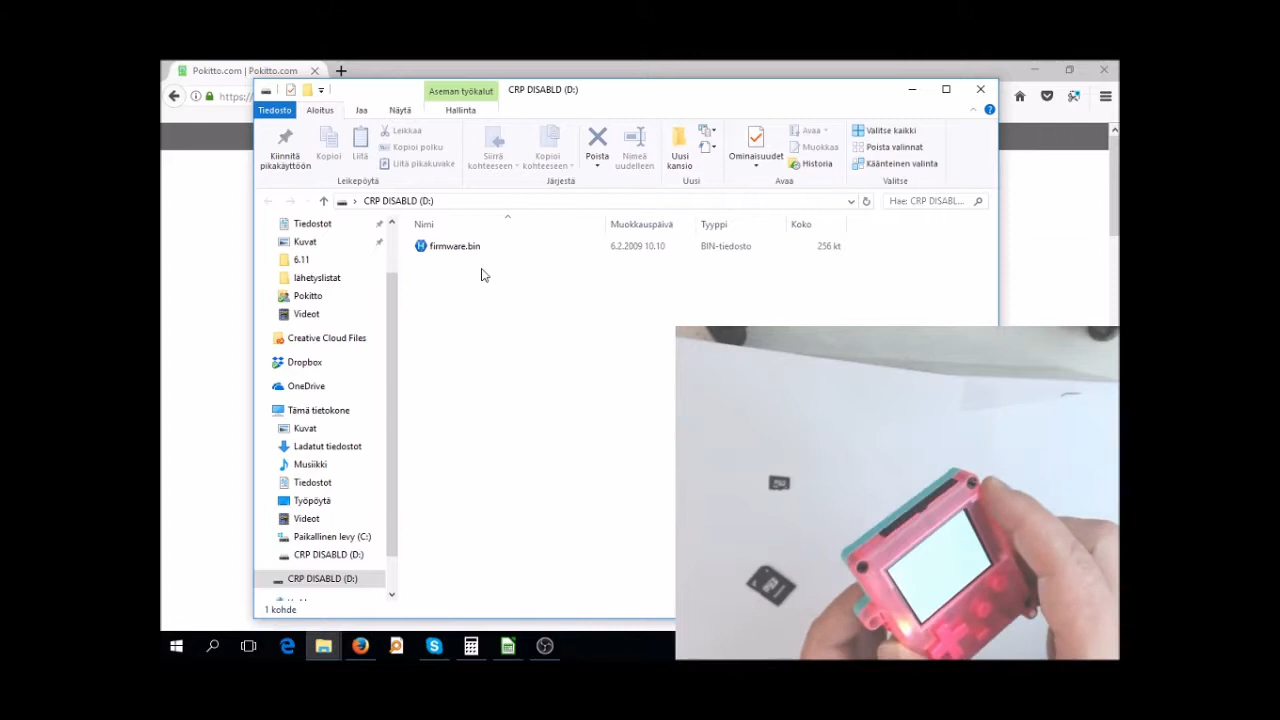 Pokitto.com | Pokitto.com
https://
Aseman työkalut
CRP DISABLD (D:)
Tiedosto
Aloitus
Jaa
Näytä
Hallinta
Kiinnitä pikakäyttöön
Kopioi
Liitä
Leikkaa
Kopioi polku
Liitä pikakuvake
Leikepöytä
Siirrä kohteeseen
Kopioi kohteeseen
Poista
Nimeä uudelleen
Järjestä
Uusi kansio
Uusi
Ominaisuudet
Avaa
Muokkaa
Historia
Avaa
Valitse kaikki
Poista valinnat
Käänteinen valinta
Valitse
CRP DISABLD (D:)
Hae: CRP DISABL...
Nimi
Muokkauspäivä
Tyyppi
Koko
firmware.bin
6.2.2009 10.10
BIN-tiedosto
256 kt
Tiedostot
Kuvat
6.11
lähetyslistat
Pokitto
Videot
Creative Cloud Files
Dropbox
OneDrive
Tämä tietokone
Kuvat
Ladatut tiedostot
Musiikki
Tiedostot
Työpöytä
Videot
Paikallinen levy (C:)
CRP DISABLD (D:)
CRP DISABLD (D:)
1 kohde